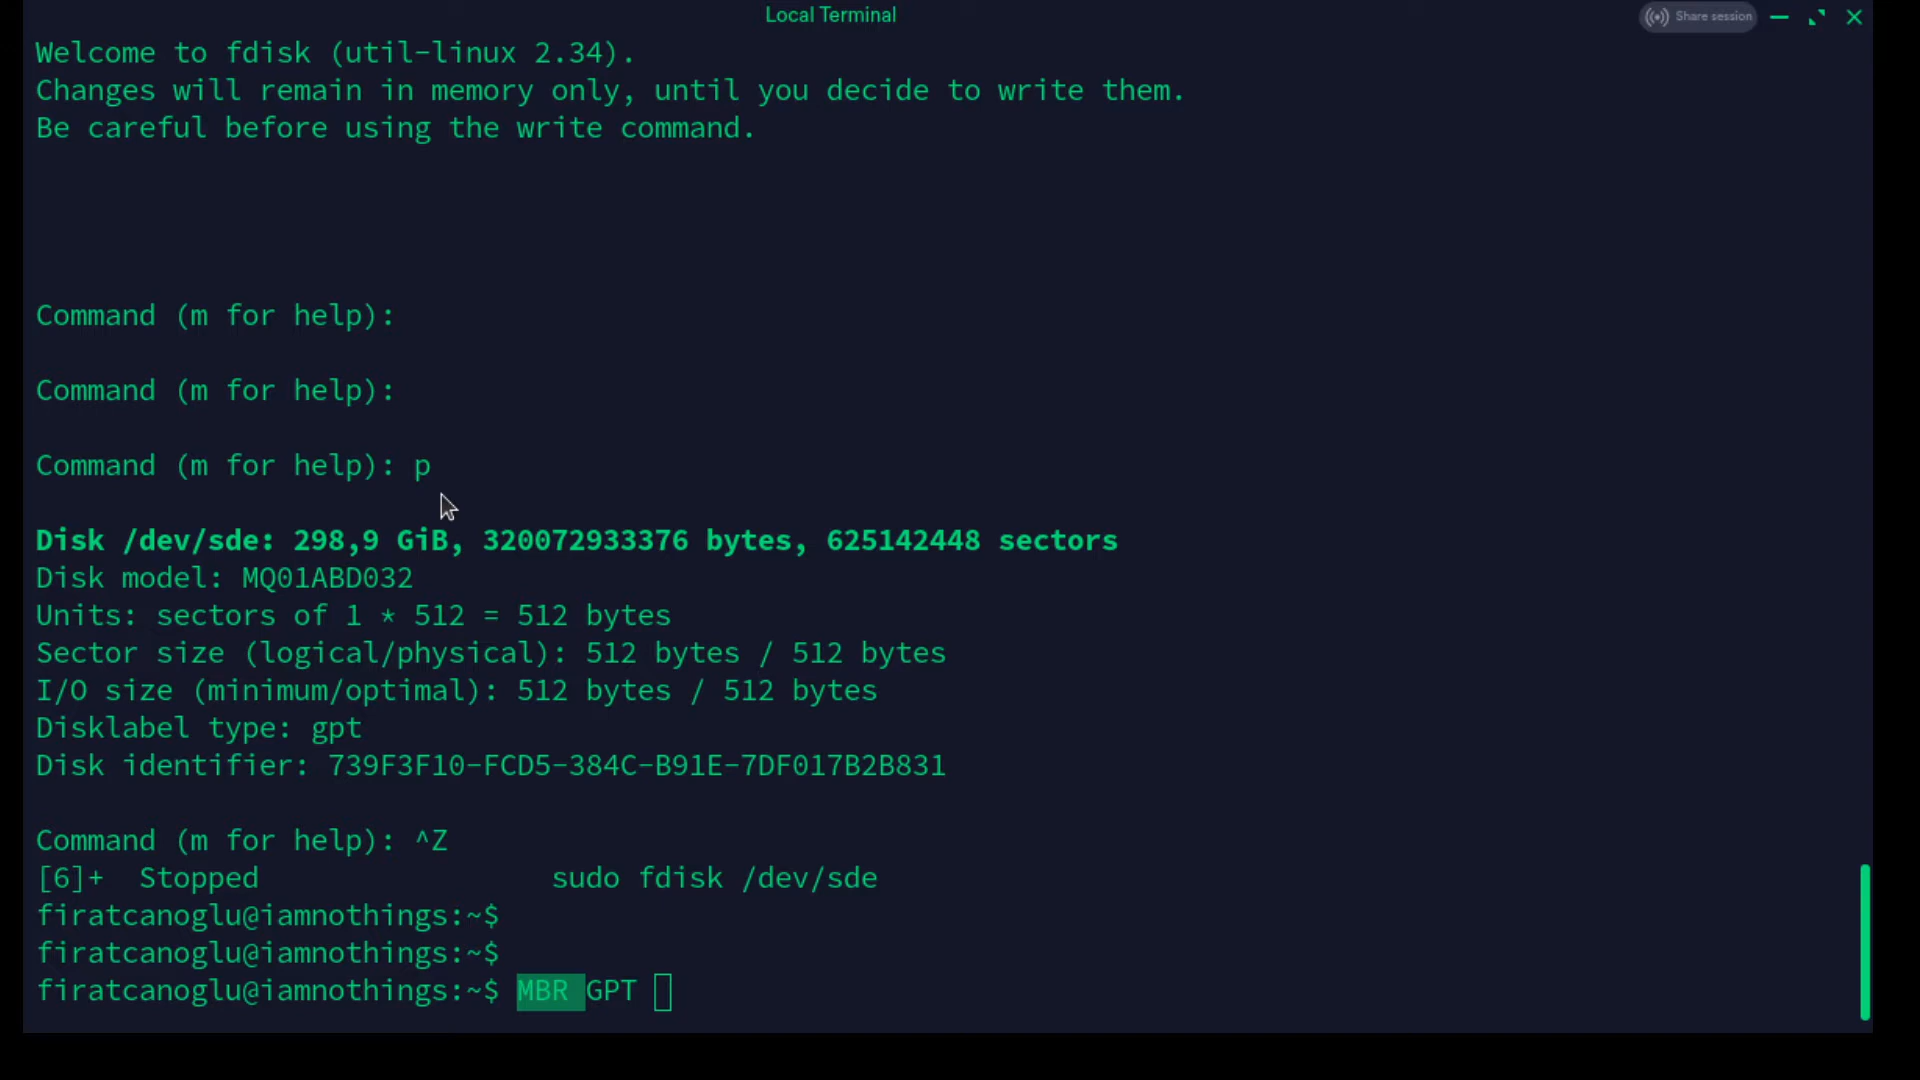 Local Terminal
Share session
Welcome to fdisk (util-linux 2.34).
Changes will remain in memory only, until you decide to write them.
Be careful before using the write command.
Command (m for help):
Command (m for help):
Command (m for help): p
Disk /dev/sde: 298,9 GiB, 320072933376 bytes, 625142448 sectors
Disk model: MQ01ABD032
Units: sectors of 1 * 512 = 512 bytes
Sector size (logical/physical): 512 bytes / 512 bytes
I/O size (minimum/optimal): 512 bytes / 512 bytes
Disklabel type: gpt
Disk identifier: 739F3F10-FCD5-384C-B91E-7DF017B2B831
Command (m for help): ^Z
[6]+  Stopped                 sudo fdisk /dev/sde
firatcanoglu@iamnothings:~$
firatcanoglu@iamnothings:~$
firatcanoglu@iamnothings:~$ MBR GPT